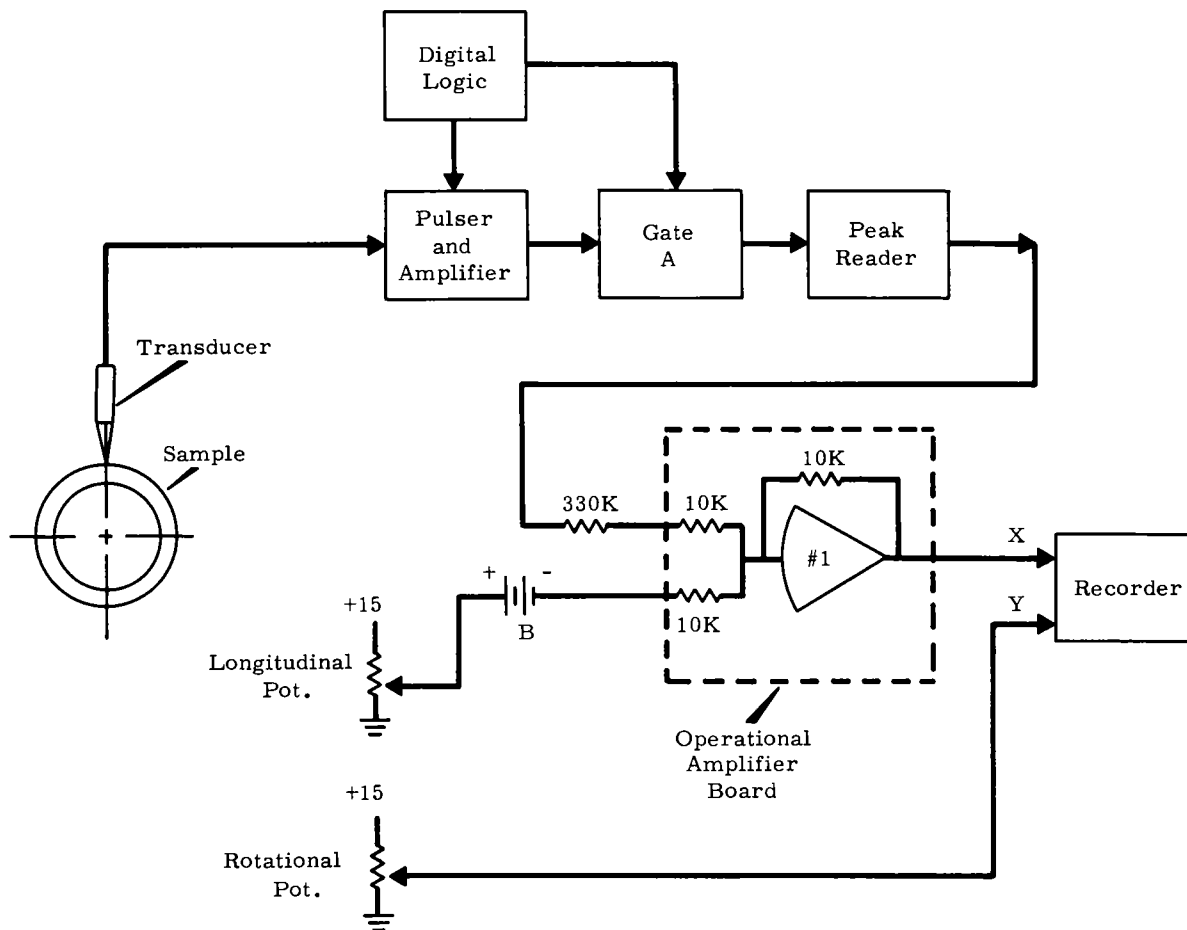 Digital
Logic
Pulser
and
Amplifier
Gate
A
Peak
Reader
Transducer
Sample
330K
10K
10K
#1
X
Recorder
+ -
B
10K
Y
+15
Longitudinal
Pot.
Operational
Amplifier
Board
+15
Rotational
Pot.